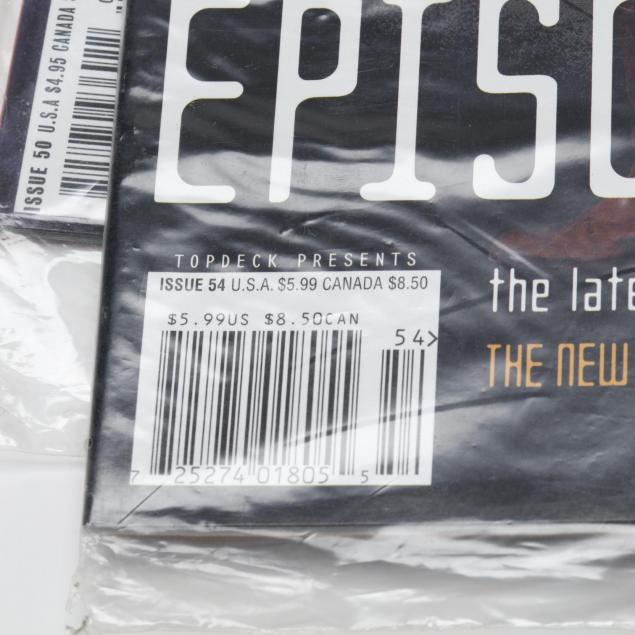 ISSUE 50 U.S.A $4.95 CANADA
EPISO
TOPDECK PRESENTS
ISSUE 54 U.S.A. $5.99 CANADA $8.50
$5.99US $8.50CAN
54>
7 25274 01805 5
the late
THE NEW